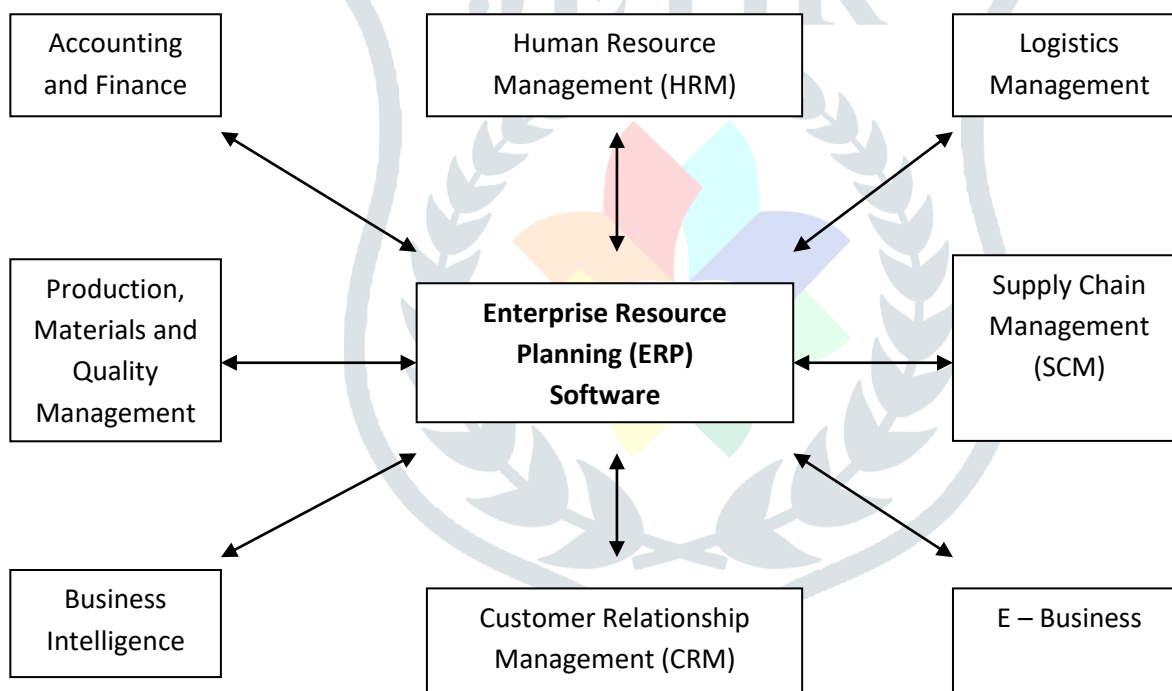 Accounting
and Finance
Human Resource
Management (HRM)
Logistics
Management
Production,
Materials and
Quality
Management
Enterprise Resource
Planning (ERP)
Software
Supply Chain
Management
(SCM)
Business
Intelligence
Customer Relationship
Management (CRM)
E – Business